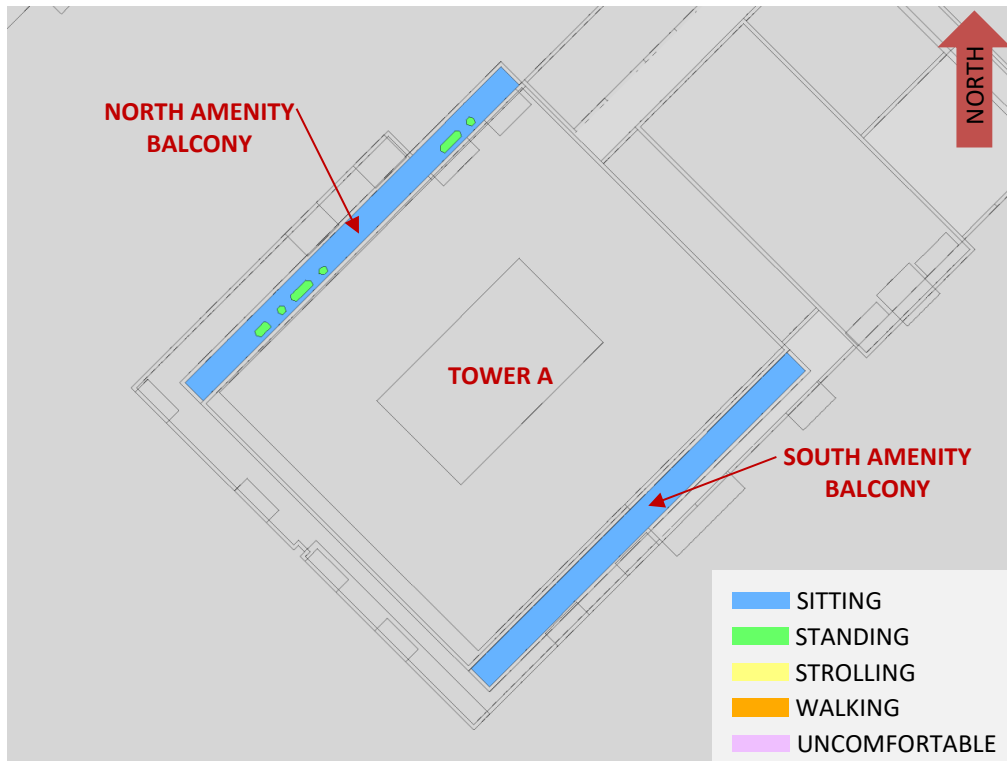 NORTH
NORTH AMENITY
BALCONY
TOWER A
SOUTH AMENITY
BALCONY
SITTING
STANDING
STROLLING
WALKING
UNCOMFORTABLE